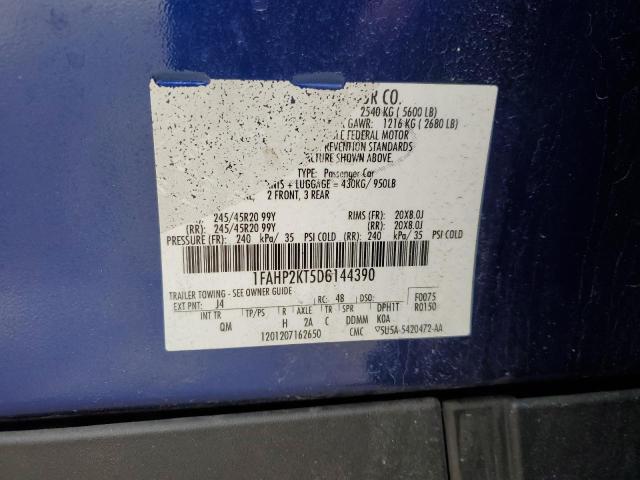 OR CO.
2540 KG ( 5600 LB)
GAWR: 1216 KG ( 2680 LB)
LE FEDERAL MOTOR
REVENTION STANDARDS
CTURE SHOWN ABOVE.
TYPE: Passenger Car
NTS + LUGGAGE = 430KG/ 950LB
2 FRONT, 3 REAR
245/45R20 99Y RIMS (FR): 20X8.0J
(RR): 245/45R20 99Y (RR): 20X8.0J
PRESSURE (FR): 240 kPa/ 35 PSI COLD (RR): 240 kPa/ 35 PSI COLD
1FAHP2KT5D6144390
TRAILER TOWING - SEE OWNER GUIDE
EXT PNT: J4 RC: 48 DSO: F0075
INT TR TP/PS R AXLE TR SPR DPH1T R0150
QM H 2A C KOA
1201207162650 CMC ▽5U5A-5420472-AA